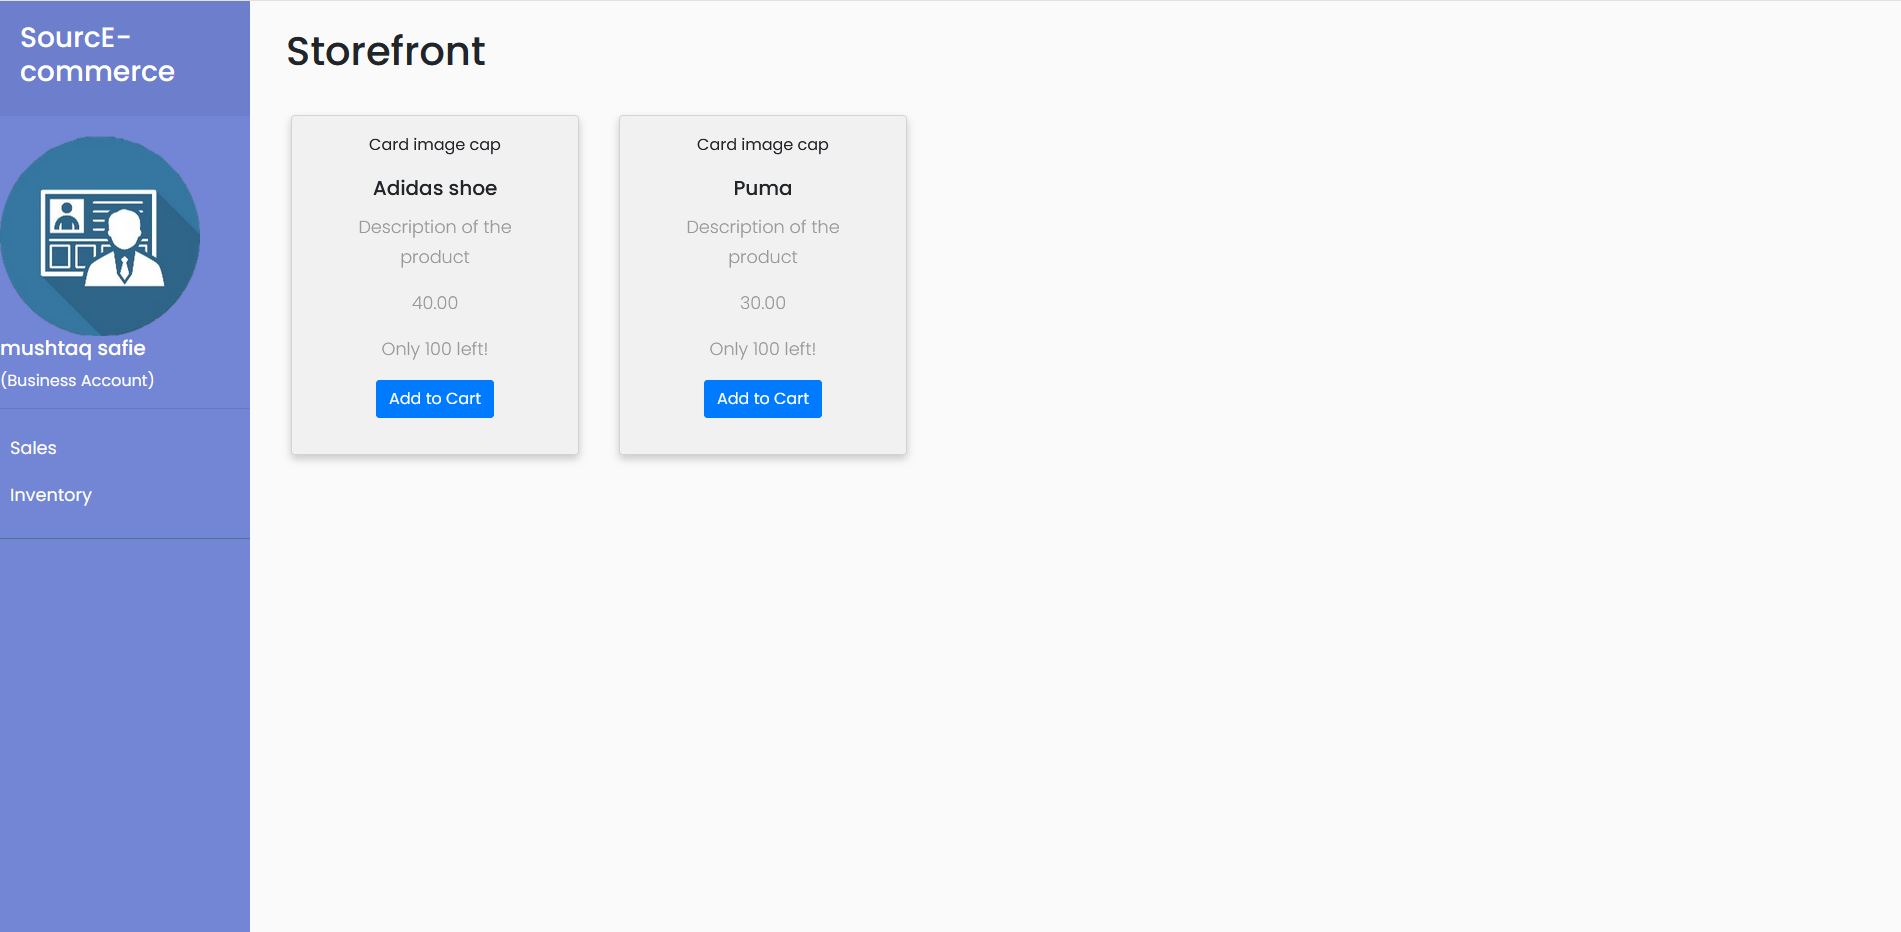 SourcE-
commerce
mushtaq safie
(Business Account)
Sales
Inventory
Storefront
Card image cap
Adidas shoe
Description of the
product
40.00
Only 100 left!
Add to Cart
Card image cap
Puma
Description of the
product
30.00
Only 100 left!
Add to Cart